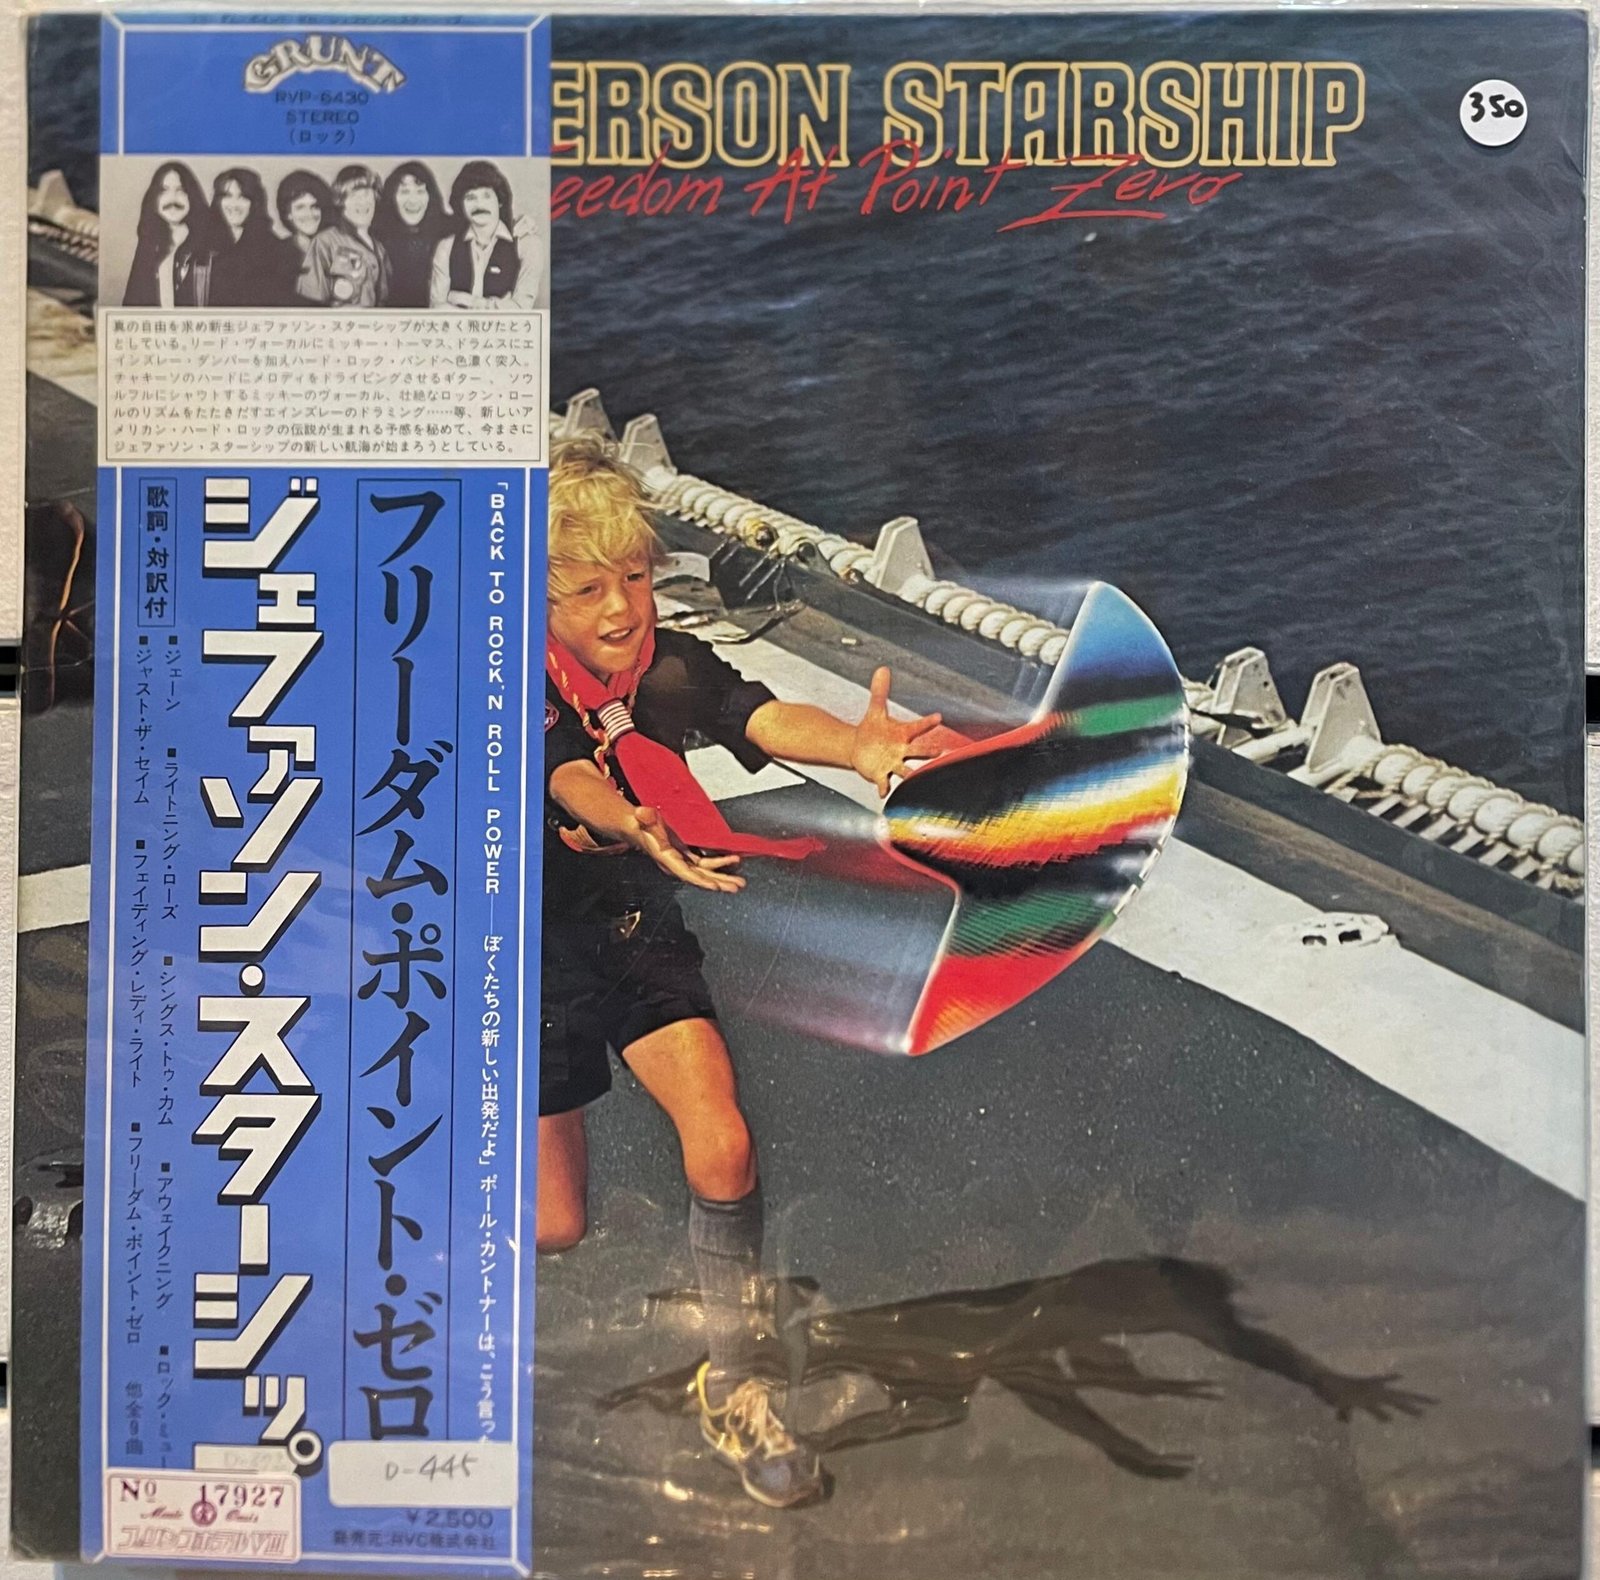 GRUNT
RVP-6430
STEREO
(ロック)
ERSON STARSHIP
eedom At Point Zero
350
真の自由を求め新生ジェファソン・スターシップが大きく飛びたとう
としている。リード・ヴォーカルにミッキー・トーマス、ドラムスにエ
インズレー・ダンバーを加えハード・ロック・バンドへ色濃く突入。
チャキーソのハードにメロディをドライビングさせるギター、ソウ
ルフルにシャウトするミッキーのヴォーカル、壮絶なロックン・ロー
ルのリズムをたたきだすエインズレーのドラミング……等、新しいア
メリカン・ハード・ロックの伝説が生まれる予感を秘めて、今まさに
ジェファソン・スターシップの新しい航海が始まろうとしている。
「BACK TO ROCK'N ROLL POWER——ぼくたちの新しい出発だよ」ポール・カントナーは、こう言った
フリーダム・ポイント・ゼロ
ジェファソン・スターシップ
歌詞・対訳付
■ジェーン ■ライトニング・ローズ ■シングス・トゥ・カム ■アウェイクニング ■ロック・ミュー
■ジャスト・ザ・セイム ■フェイディング・レディ・ライト ■フリーダム・ポイント・ゼロ 他全9曲
D-445
No 17927
¥2,500
発売元:RVC株式会社